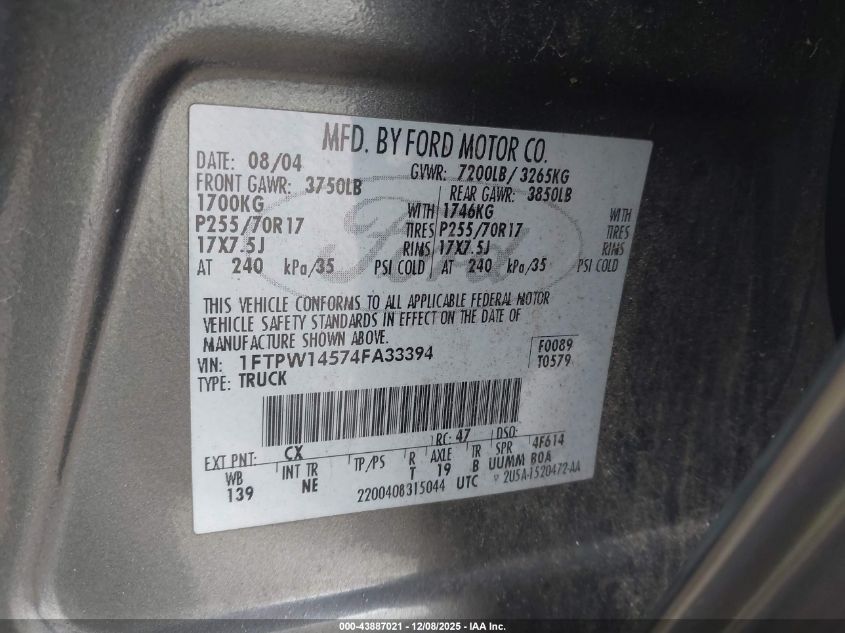 MFD. BY FORD MOTOR CO.
DATE: 08/04 GVWR: 7200LB/ 3265KG
FRONT GAWR: 3750LB REAR GAWR: 3850LB
1700KG WITH 1746KG WITH
P255/70R17 TIRES P255/70R17 TIRES
17X7.5J RIMS 17X7.5J RIMS
AT 240 kPa/35 PSI COLD AT 240 kPa/35 PSI COLD
Ford
THIS VEHICLE CONFORMS TO ALL APPLICABLE FEDERAL MOTOR
VEHICLE SAFETY STANDARDS IN EFFECT ON THE DATE OF
MANUFACTURE SHOWN ABOVE.
VIN: 1FTPW14574FA33394 F0089
TYPE: TRUCK T0579
EXT PNT: CX RC: 47 DSO: 4F614
WB INT TR TP/PS R AXLE TR SPR
139 NE T 19 B UUMM BOA
2200408315044 UTC 2U5A-1520472-AA
000-43887021 - 12/08/2025 - IAA Inc.